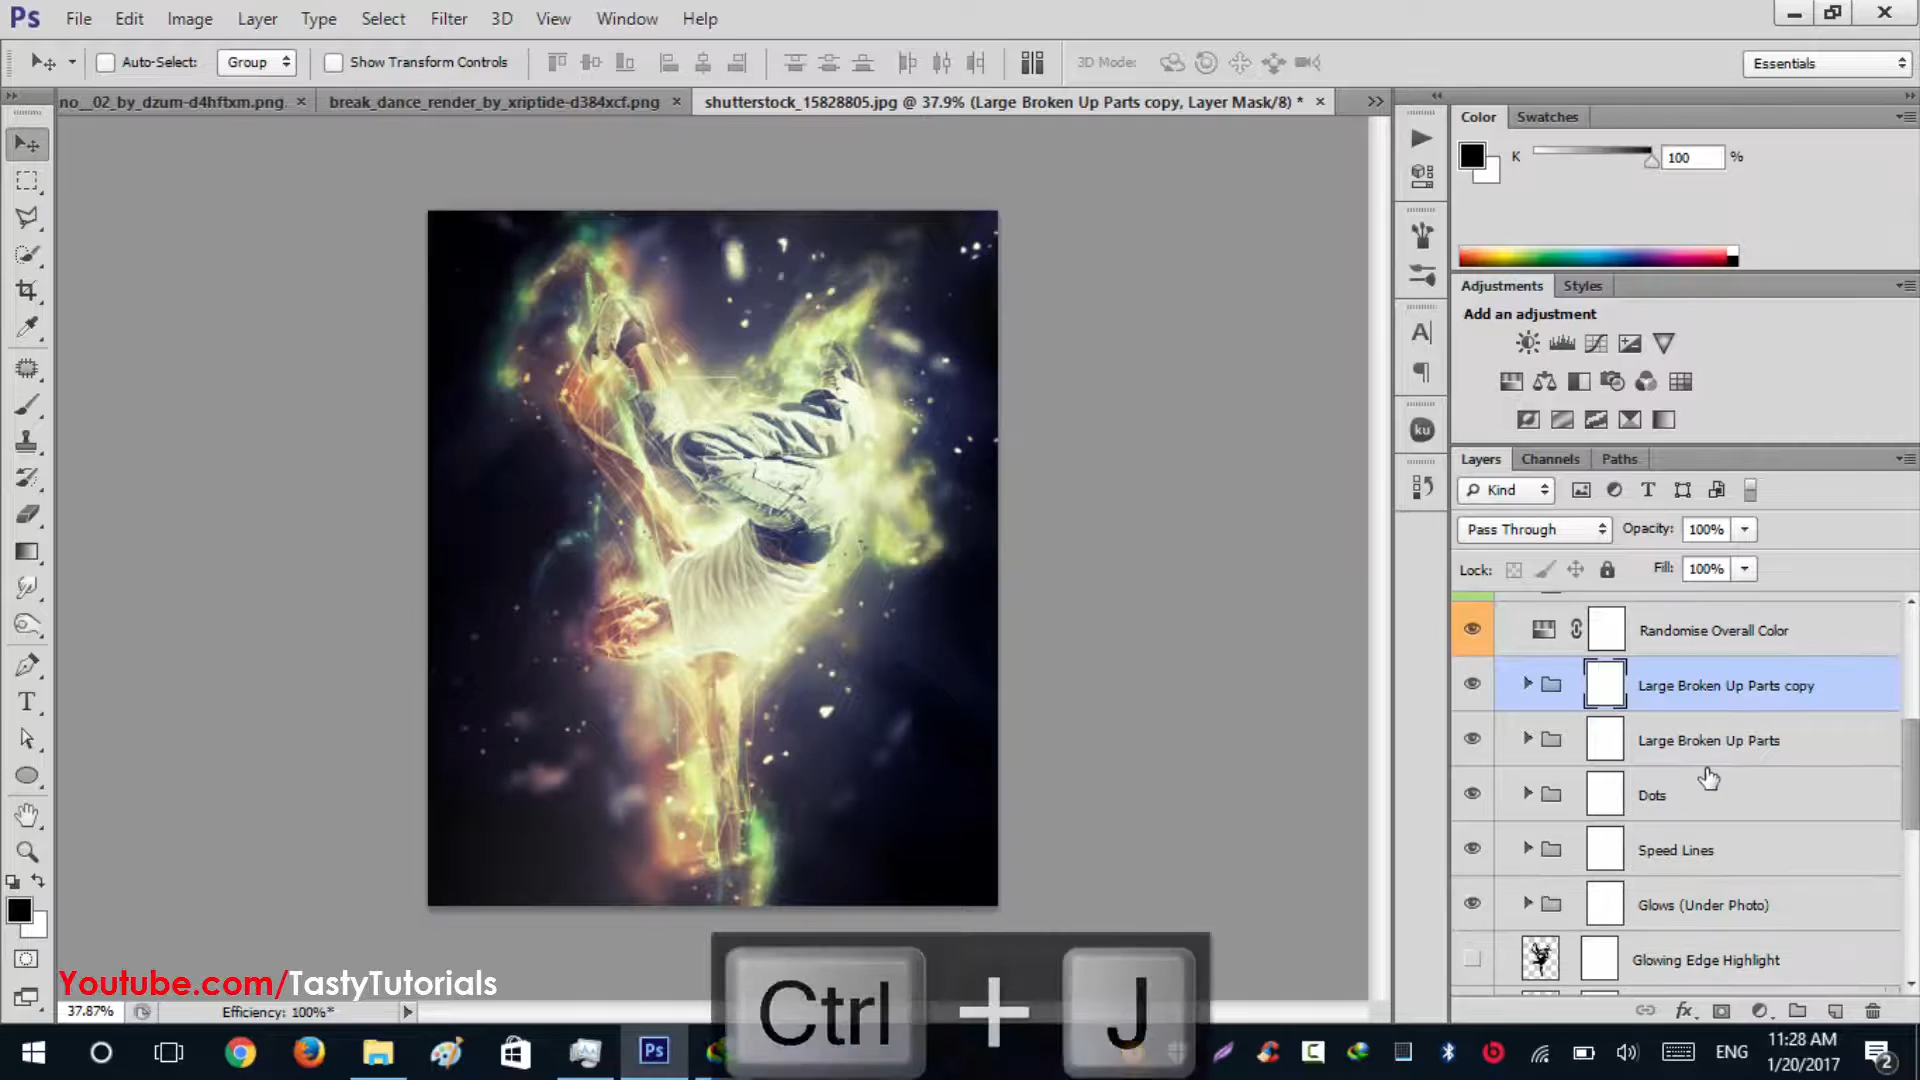 Ps File Edit Image Layer Type Select Filter 3D View Window Help
Auto-Select: Group Show Transform Controls 3D Mode: Essentials
no__02_by_dzum-d4hftxm.png. × break_dance_render_by_xriptide-d384xcf.png × shutterstock_15828805.jpg @ 37.9% (Large Broken Up Parts copy, Layer Mask/8) * ×
Color Swatches
K 100 %
Adjustments Styles
Add an adjustment
Layers Channels Paths
Kind
Pass Through Opacity: 100%
Lock: Fill: 100%
Randomise Overall Color
Large Broken Up Parts copy
Large Broken Up Parts
Dots
Speed Lines
Glows (Under Photo)
Glowing Edge Highlight
ku
Youtube.com/TastyTutorials
37.87% Efficiency: 100%*
Ctrl + J
Ps ENG 11:28 AM
1/20/2017
2